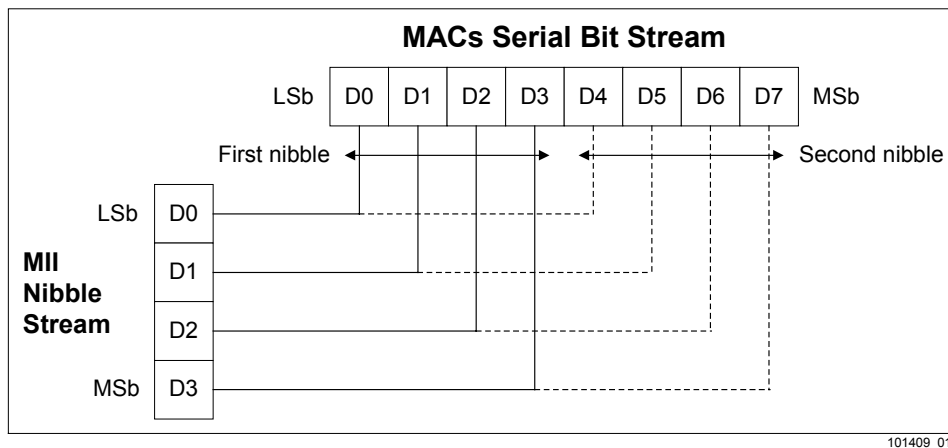 MACs Serial Bit Stream
LSb D0 D1 D2 D3 D4 D5 D6 D7 MSb
First nibble Second nibble
LSb D0
MII
Nibble
Stream
D1
D2
MSb D3
101409_01